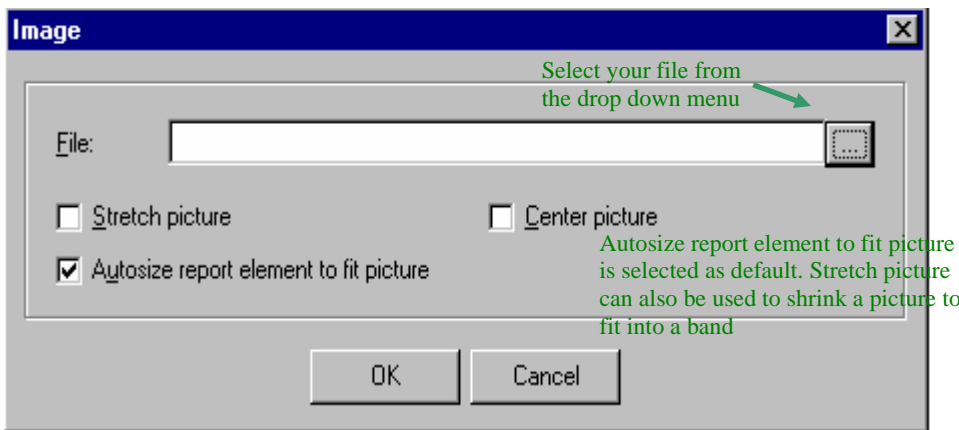 Image
Select your file from
the drop down menu
File:
...
Stretch picture
Center picture
Autosize report element to fit picture
Autosize report element to fit picture
is selected as default. Stretch picture
can also be used to shrink a picture to
fit into a band
OK
Cancel